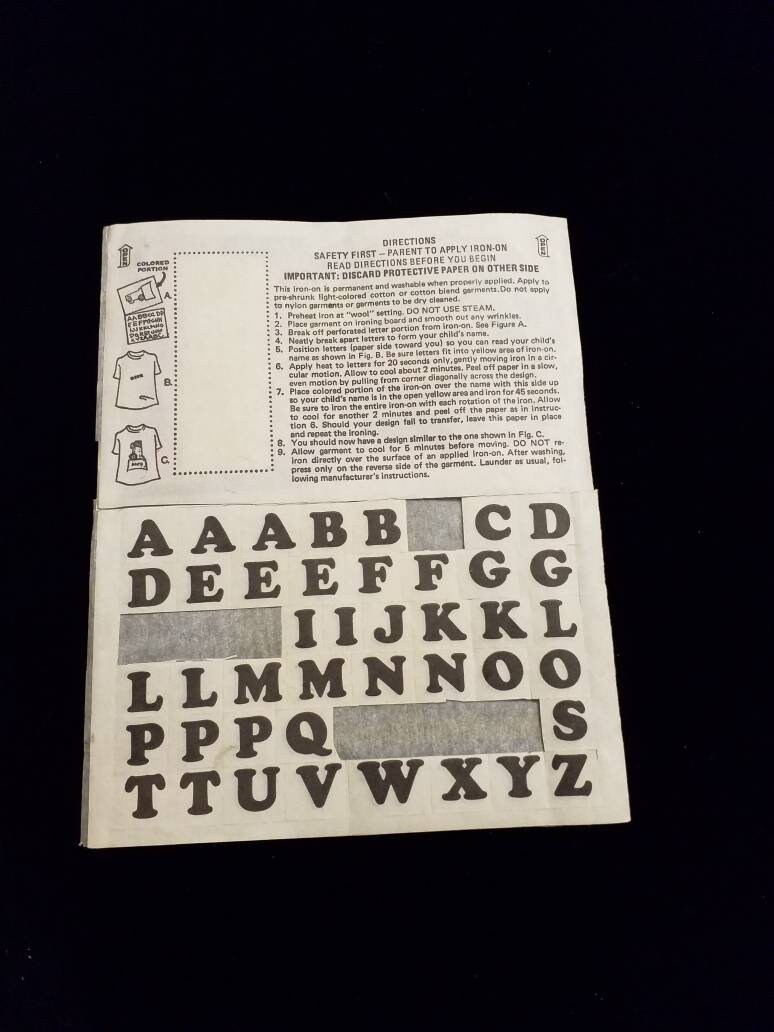 OPEN
COLORED
PORTION
A.
B.
C.
DIRECTIONS
SAFETY FIRST – PARENT TO APPLY IRON-ON
READ DIRECTIONS BEFORE YOU BEGIN
IMPORTANT: DISCARD PROTECTIVE PAPER ON OTHER SIDE
OPEN
This iron-on is permanent and washable when properly applied. Apply to
pre-shrunk light-colored cotton or cotton blend garments. Do not apply
to nylon garments or garments to be dry cleaned.
1. Preheat iron at "wool" setting. DO NOT USE STEAM.
2. Place garment on ironing board and smooth out any wrinkles.
3. Break off perforated letter portion from iron-on. See Figure A.
4. Neatly break apart letters to form your child's name.
5. Position letters (paper side toward you) so you can read your child's
name as shown in Fig. B. Be sure letters fit into yellow area of iron-on.
6. Apply heat to letters for 20 seconds only, gently moving iron in a cir-
cular motion. Allow to cool about 2 minutes. Peel off paper in a slow,
even motion by pulling from corner diagonally across the design.
7. Place colored portion of the iron-on over the name with this side up
so your child's name is in the open yellow area and iron for 45 seconds.
Be sure to iron the entire iron-on with each rotation of the iron. Allow
to cool for another 2 minutes and peel off the paper as in instruc-
tion 6. Should your design fail to transfer, leave this paper in place
and repeat the ironing.
8. You should now have a design similar to the one shown in Fig. C.
9. Allow garment to cool for 5 minutes before moving. DO NOT re-
iron directly over the surface of an applied iron-on. After washing,
press only on the reverse side of the garment. Launder as usual, fol-
lowing manufacturer's instructions.
A A A B B C D
D E E E F F G G
I I J K K L
L L M M N N O O
P P P Q S
T T U V W X Y Z